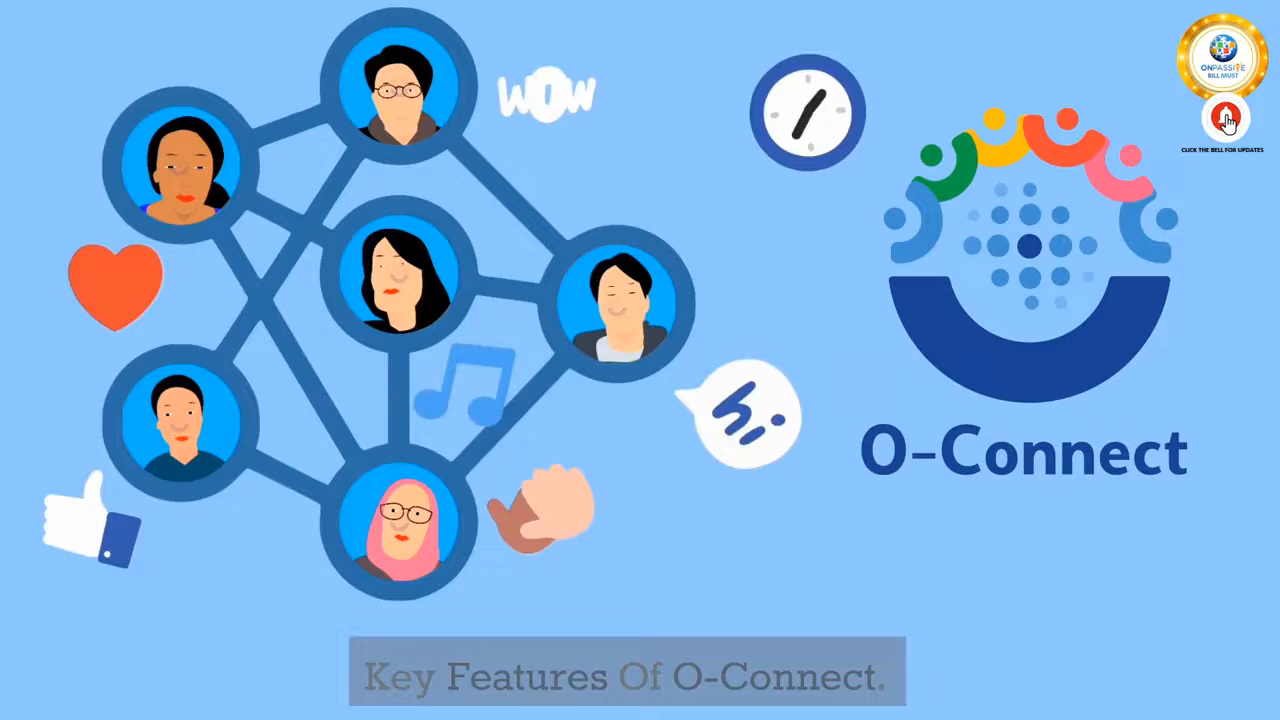 WOW
ONPASSIVE
BILL MUST
CLICK THE BELL FOR UPDATES
hi
O-Connect
Key Features Of O-Connect.